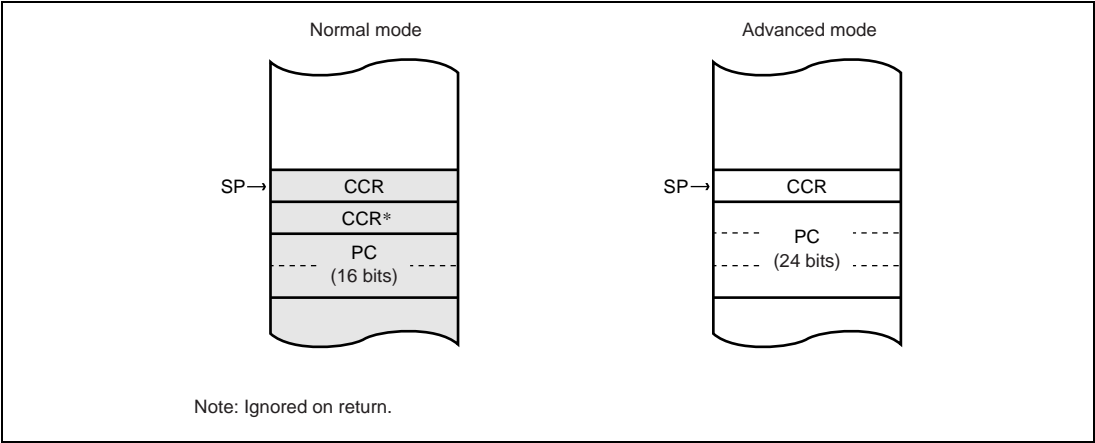 Normal mode
Advanced mode
SP→
CCR
CCR*
PC
(16 bits)
SP→
CCR
PC
(24 bits)
Note: Ignored on return.